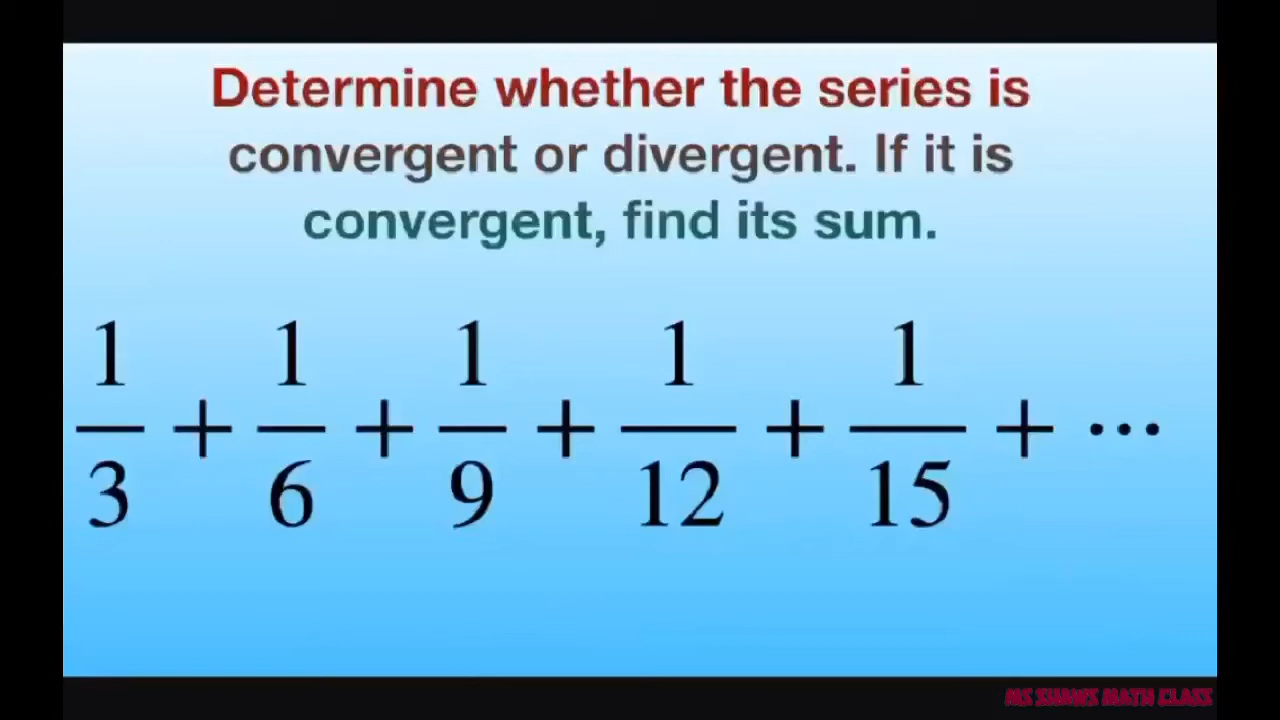 Determine whether the series is
convergent or divergent. If it is
convergent, find its sum.
1/3 + 1/6 + 1/9 + 1/12 + 1/15 + ⋯
MS SHAWS MATH CLASS